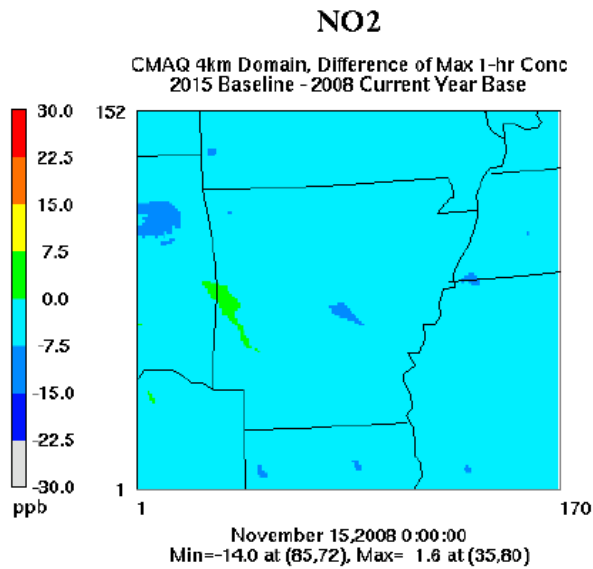 NO2
CMAQ 4km Domain, Difference of Max 1-hr Conc
2015 Baseline - 2008 Current Year Base
152
30.0
22.5
15.0
7.5
0.0
-7.5
-15.0
-22.5
-30.0
ppb
1
1
170
November 15,2008 0:00:00
Min=-14.0 at (85,72), Max= 1.6 at (35,80)